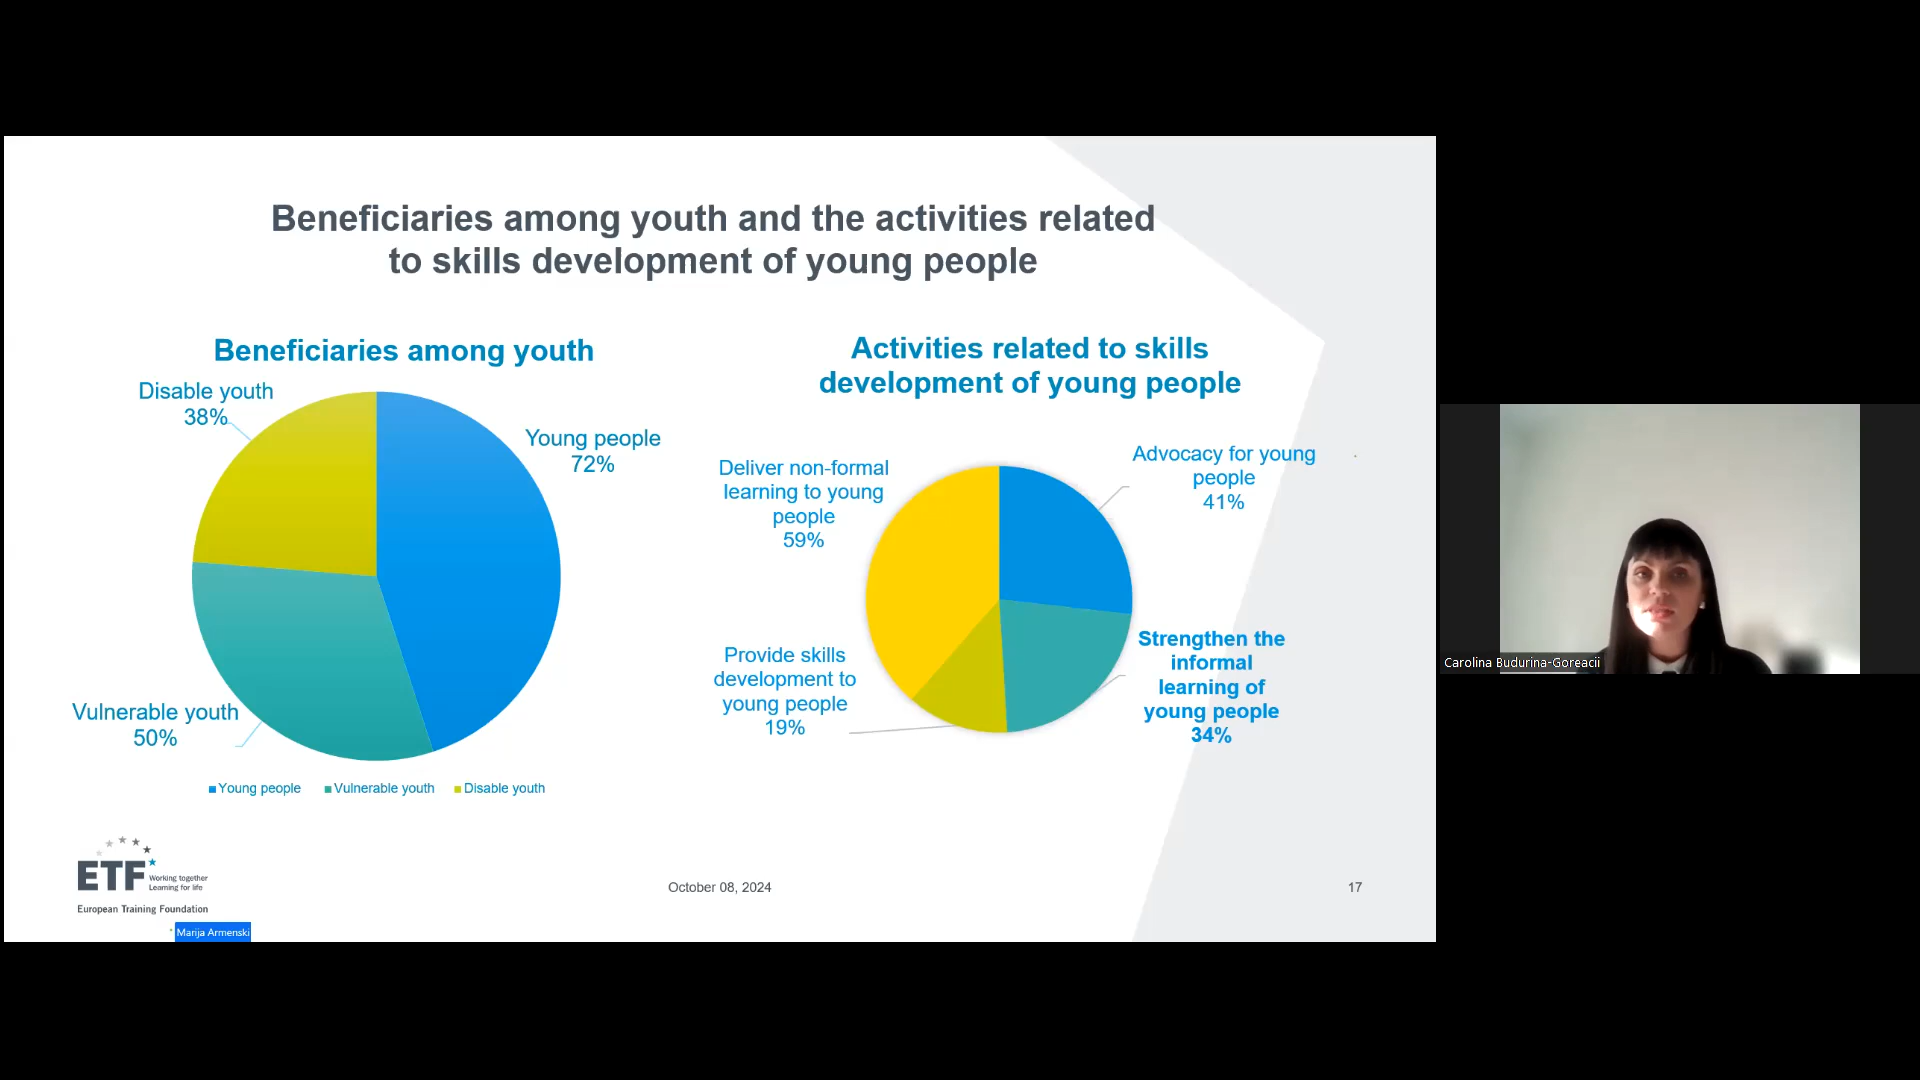 Beneficiaries among youth and the activities related
to skills development of young people
Beneficiaries among youth
Disable youth
38%
Young people
72%
Vulnerable youth
50%
Young people
Vulnerable youth
Disable youth
Activities related to skills
development of young people
Deliver non-formal
learning to young
people
59%
Advocacy for young
people
41%
Provide skills
development to
young people
19%
Strengthen the
informal
learning of
young people
34%
ETF
Working together
Learning for life
European Training Foundation
October 08, 2024
17
Marija Armenski
Carolina Budurina-Goreacii